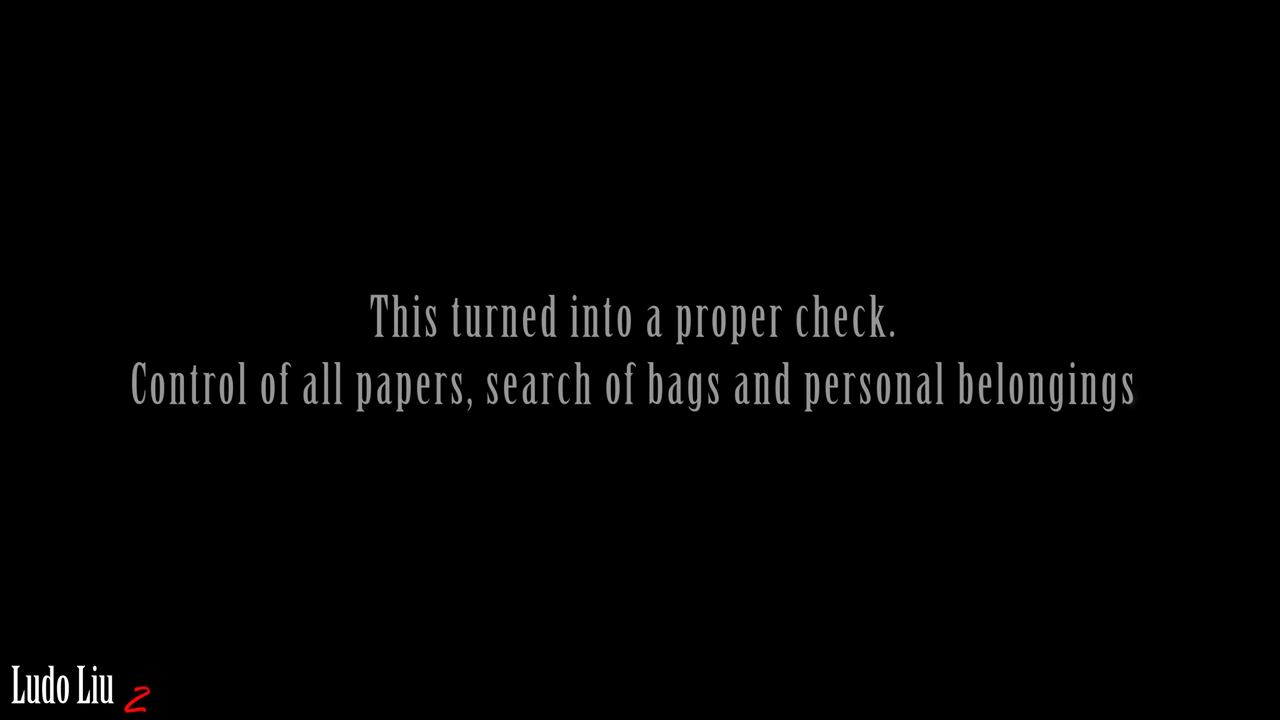 This turned into a proper check.
Control of all papers, search of bags and personal belongings
Ludo Liu 2